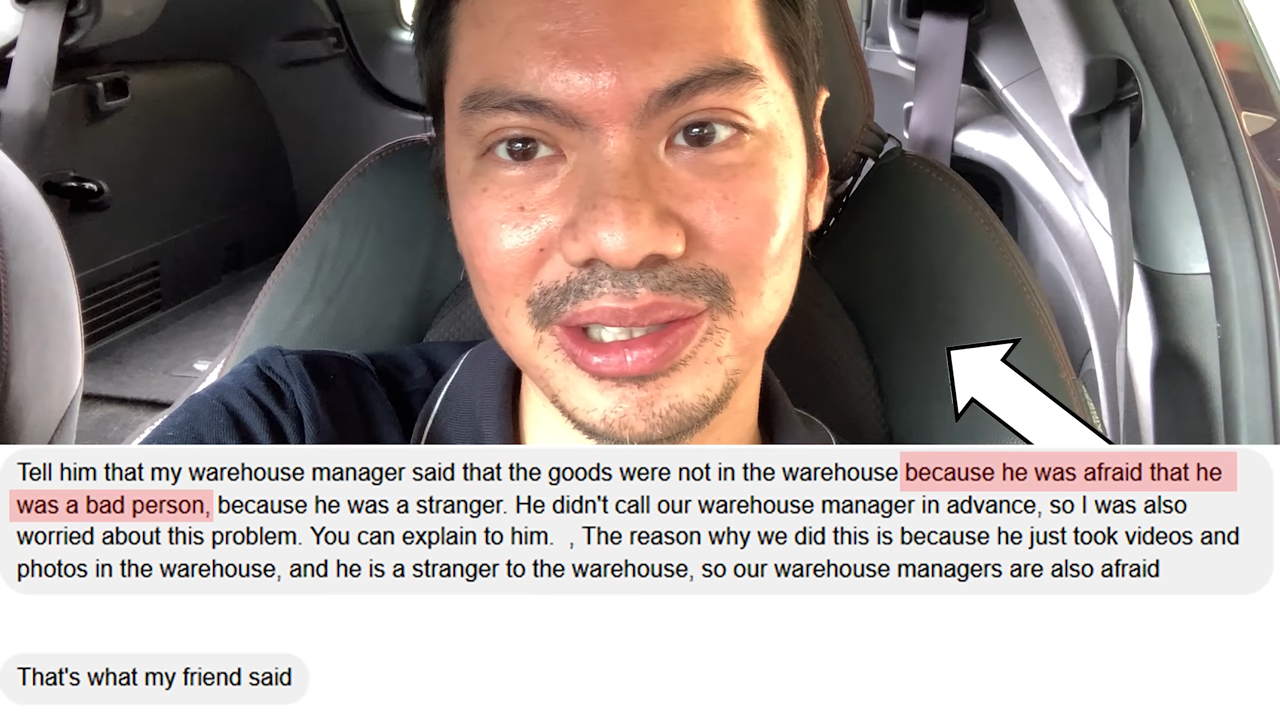 Tell him that my warehouse manager said that the goods were not in the warehouse because he was afraid that he
was a bad person, because he was a stranger. He didn't call our warehouse manager in advance, so I was also
worried about this problem. You can explain to him.  , The reason why we did this is because he just took videos and
photos in the warehouse, and he is a stranger to the warehouse, so our warehouse managers are also afraid
That's what my friend said